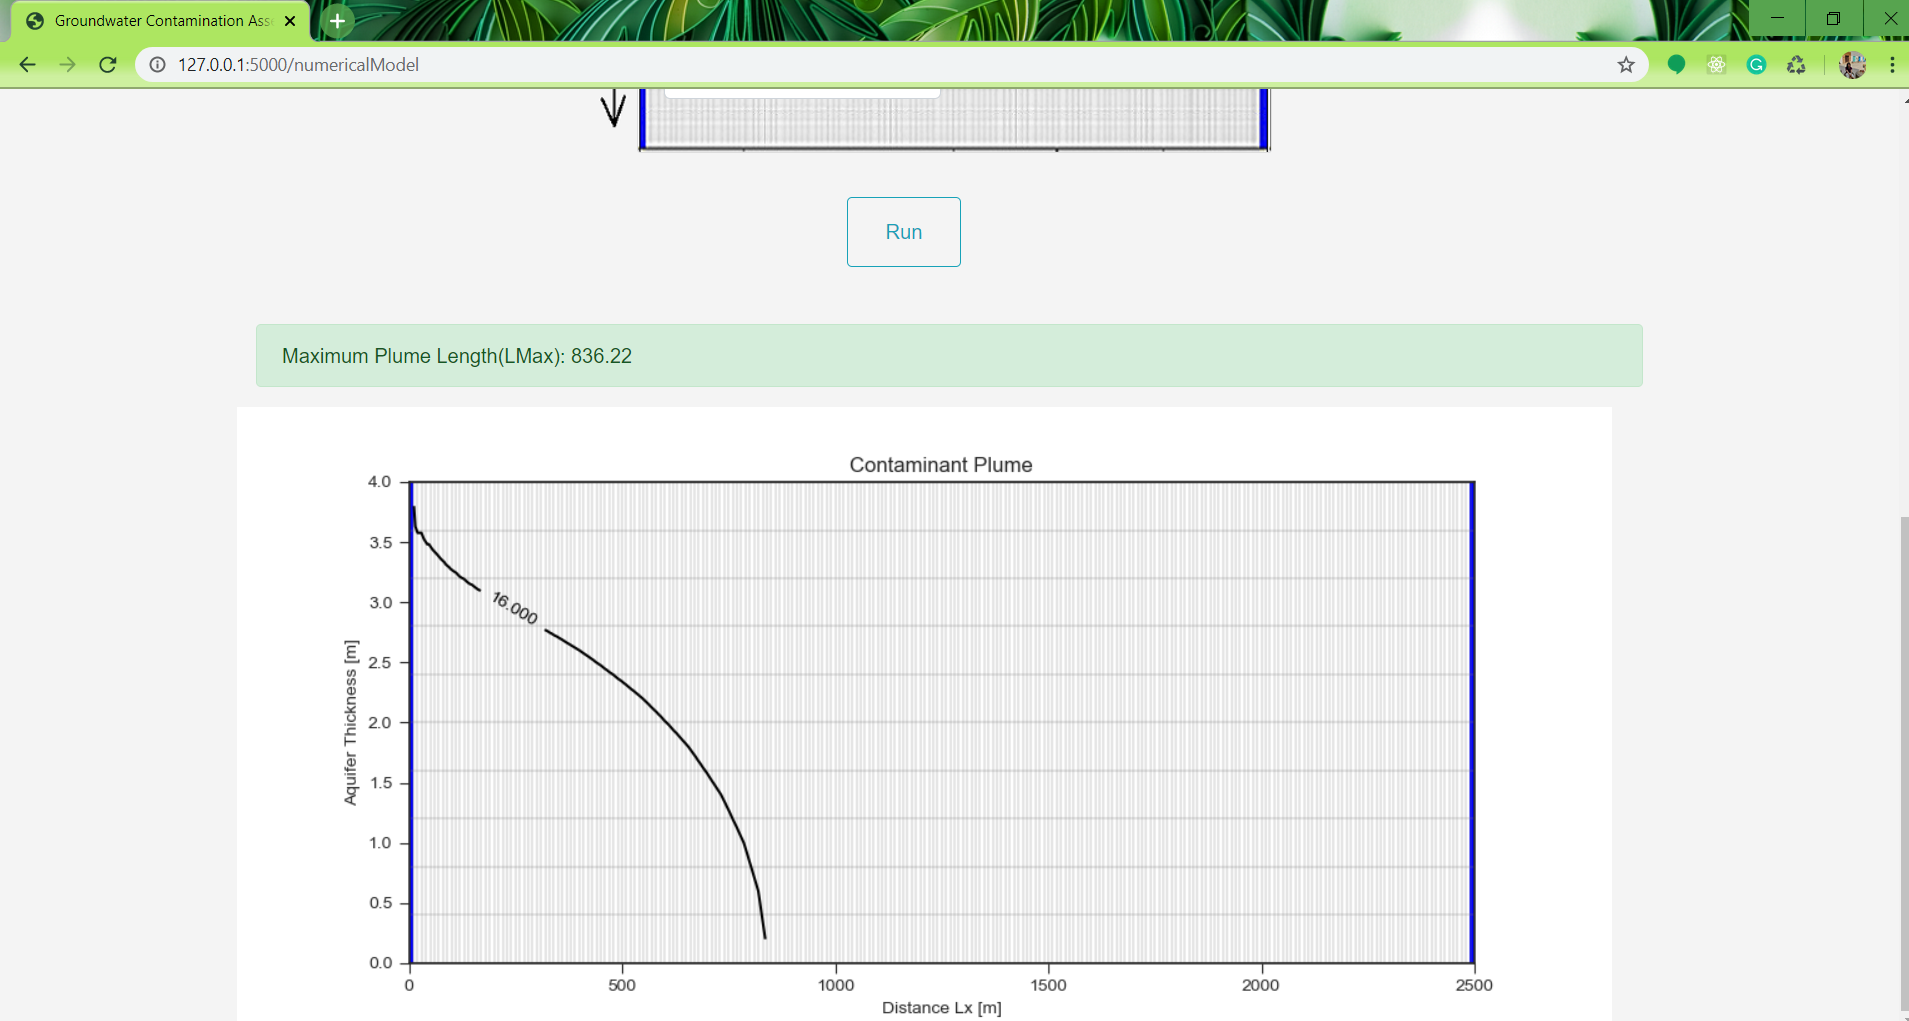 Groundwater Contamination Ass
127.0.0.1:5000/numericalModel
Run
Maximum Plume Length(LMax): 836.22
Contaminant Plume
4.0
3.5
3.0
2.5
2.0
1.5
1.0
0.5
0.0
Aquifer Thickness [m]
16.000
0 500 1000 1500 2000 2500
Distance Lx [m]